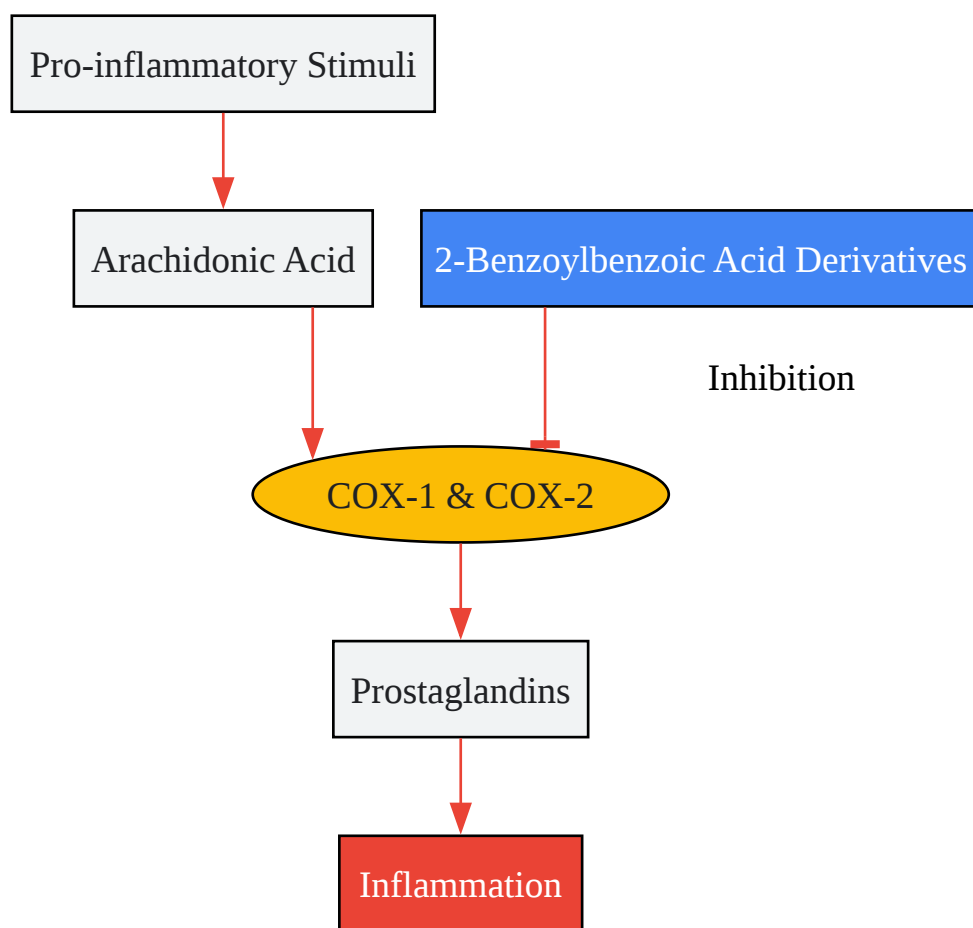 Pro-inflammatory Stimuli
Arachidonic Acid
2-Benzoylbenzoic Acid Derivatives
Inhibition
COX-1 & COX-2
Prostaglandins
Inflammation